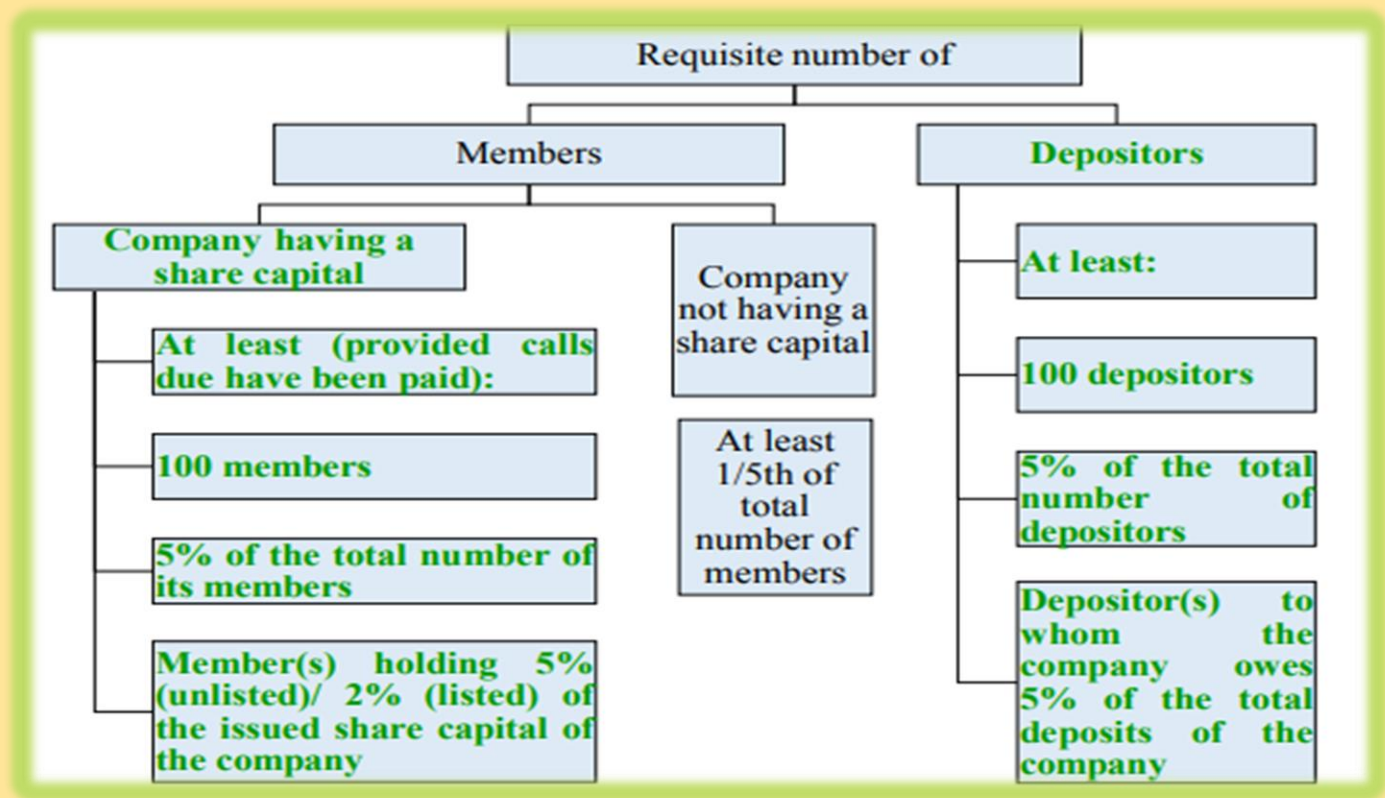 Requisite number of
Members
Company having a
share capital
At least (provided calls
due have been paid):
100 members
5% of the total number of
its members
Member(s) holding 5%
(unlisted)/ 2% (listed) of
the issued share capital of
the company
Company
not having a
share capital
At least
1/5th of
total
number of
members
Depositors
At least:
100 depositors
5% of the total
number of
depositors
Depositor(s) to
whom the
company owes
5% of the total
deposits of the
company